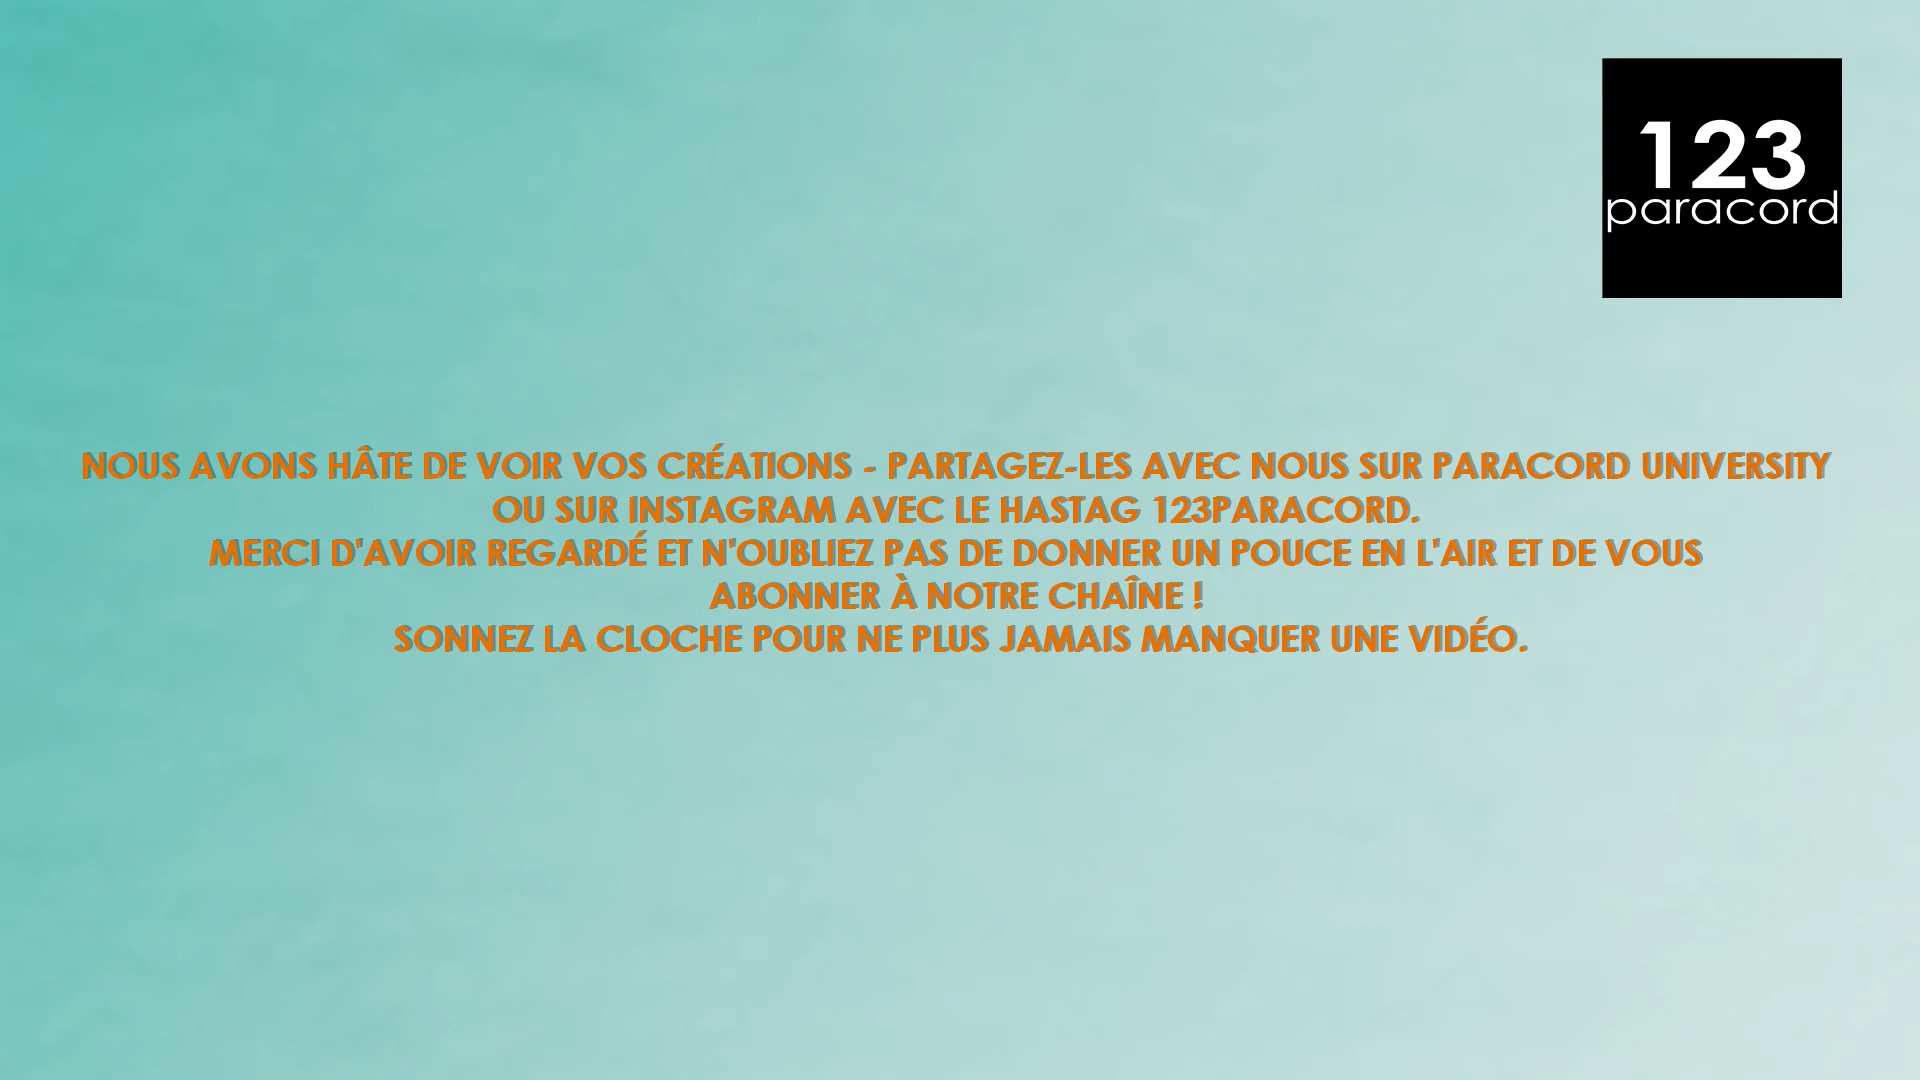 123
paracord
NOUS AVONS HÂTE DE VOIR VOS CRÉATIONS - PARTAGEZ-LES AVEC NOUS SUR PARACORD UNIVERSITY
OU SUR INSTAGRAM AVEC LE HASTAG 123PARACORD.
MERCI D'AVOIR REGARDÉ ET N'OUBLIEZ PAS DE DONNER UN POUCE EN L'AIR ET DE VOUS
ABONNER À NOTRE CHAÎNE !
SONNEZ LA CLOCHE POUR NE PLUS JAMAIS MANQUER UNE VIDÉO.